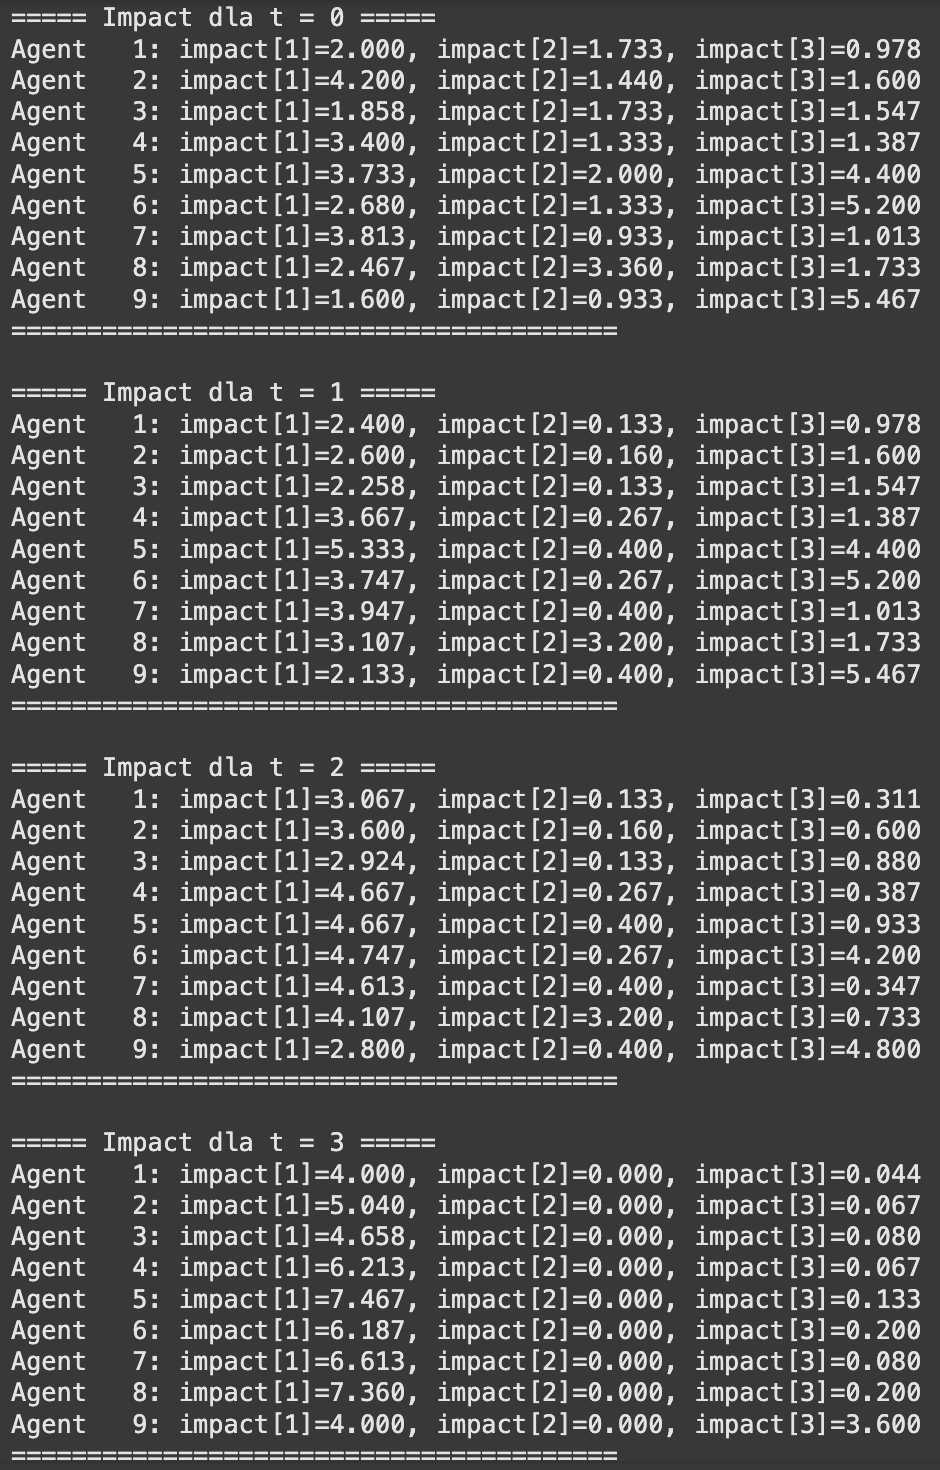 ===== Impact dla t = 0 =====
Agent   1: impact[1]=2.000, impact[2]=1.733, impact[3]=0.978
Agent   2: impact[1]=4.200, impact[2]=1.440, impact[3]=1.600
Agent   3: impact[1]=1.858, impact[2]=1.733, impact[3]=1.547
Agent   4: impact[1]=3.400, impact[2]=1.333, impact[3]=1.387
Agent   5: impact[1]=3.733, impact[2]=2.000, impact[3]=4.400
Agent   6: impact[1]=2.680, impact[2]=1.333, impact[3]=5.200
Agent   7: impact[1]=3.813, impact[2]=0.933, impact[3]=1.013
Agent   8: impact[1]=2.467, impact[2]=3.360, impact[3]=1.733
Agent   9: impact[1]=1.600, impact[2]=0.933, impact[3]=5.467
========================================

===== Impact dla t = 1 =====
Agent   1: impact[1]=2.400, impact[2]=0.133, impact[3]=0.978
Agent   2: impact[1]=2.600, impact[2]=0.160, impact[3]=1.600
Agent   3: impact[1]=2.258, impact[2]=0.133, impact[3]=1.547
Agent   4: impact[1]=3.667, impact[2]=0.267, impact[3]=1.387
Agent   5: impact[1]=5.333, impact[2]=0.400, impact[3]=4.400
Agent   6: impact[1]=3.747, impact[2]=0.267, impact[3]=5.200
Agent   7: impact[1]=3.947, impact[2]=0.400, impact[3]=1.013
Agent   8: impact[1]=3.107, impact[2]=3.200, impact[3]=1.733
Agent   9: impact[1]=2.133, impact[2]=0.400, impact[3]=5.467
========================================

===== Impact dla t = 2 =====
Agent   1: impact[1]=3.067, impact[2]=0.133, impact[3]=0.311
Agent   2: impact[1]=3.600, impact[2]=0.160, impact[3]=0.600
Agent   3: impact[1]=2.924, impact[2]=0.133, impact[3]=0.880
Agent   4: impact[1]=4.667, impact[2]=0.267, impact[3]=0.387
Agent   5: impact[1]=4.667, impact[2]=0.400, impact[3]=0.933
Agent   6: impact[1]=4.747, impact[2]=0.267, impact[3]=4.200
Agent   7: impact[1]=4.613, impact[2]=0.400, impact[3]=0.347
Agent   8: impact[1]=4.107, impact[2]=3.200, impact[3]=0.733
Agent   9: impact[1]=2.800, impact[2]=0.400, impact[3]=4.800
========================================

===== Impact dla t = 3 =====
Agent   1: impact[1]=4.000, impact[2]=0.000, impact[3]=0.044
Agent   2: impact[1]=5.040, impact[2]=0.000, impact[3]=0.067
Agent   3: impact[1]=4.658, impact[2]=0.000, impact[3]=0.080
Agent   4: impact[1]=6.213, impact[2]=0.000, impact[3]=0.067
Agent   5: impact[1]=7.467, impact[2]=0.000, impact[3]=0.133
Agent   6: impact[1]=6.187, impact[2]=0.000, impact[3]=0.200
Agent   7: impact[1]=6.613, impact[2]=0.000, impact[3]=0.080
Agent   8: impact[1]=7.360, impact[2]=0.000, impact[3]=0.200
Agent   9: impact[1]=4.000, impact[2]=0.000, impact[3]=3.600
========================================